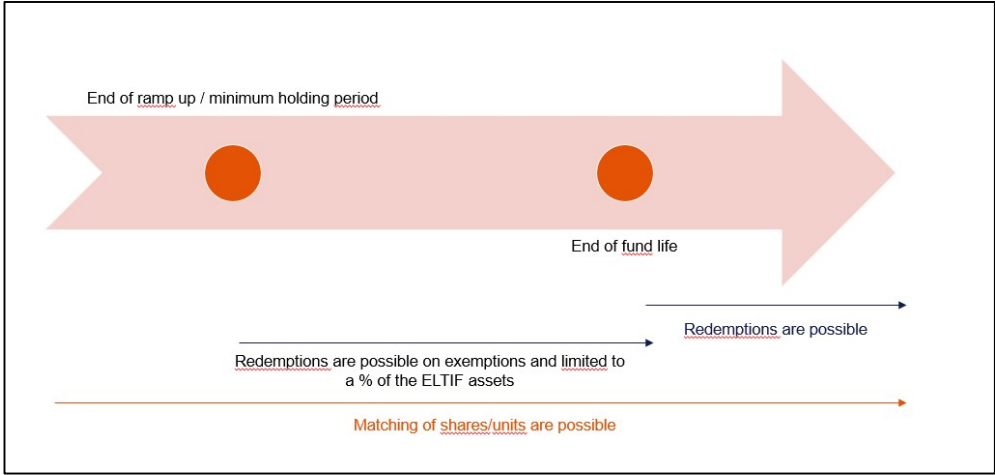 End of ramp up / minimum holding period
End of fund life
Redemptions are possible
Redemptions are possible on exemptions and limited to
a % of the ELTIF assets
Matching of shares/units are possible